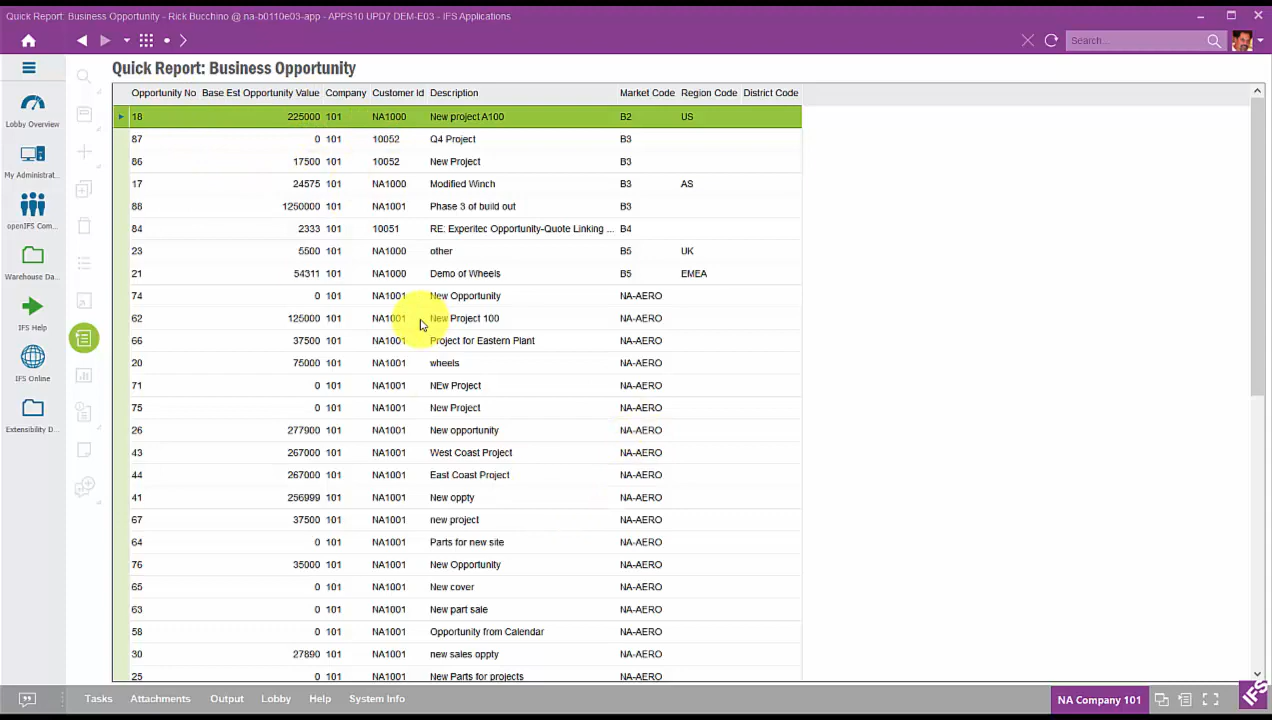 Quick Report: Business Opportunity - Rick Bucchino @ na-b0110e03-app - APPS10 UPD7 DEM-E03 - IFS Applications
Search...
Quick Report: Business Opportunity
Opportunity No Base Est Opportunity Value Company Customer Id Description Market Code Region Code District Code
18 225000 101 NA1000 New project A100 B2 US
87 0 101 10052 Q4 Project B3
86 17500 101 10052 New Project B3
17 24575 101 NA1000 Modified Winch B3 AS
88 1250000 101 NA1001 Phase 3 of build out B3
84 2333 101 10051 RE: Experitec Opportunity-Quote Linking ... B4
23 5500 101 NA1000 other B5 UK
21 54311 101 NA1000 Demo of Wheels B5 EMEA
74 0 101 NA1001 New Opportunity NA-AERO
62 125000 101 NA1001 New Project 100 NA-AERO
66 37500 101 NA1001 Project for Eastern Plant NA-AERO
20 75000 101 NA1001 wheels NA-AERO
71 0 101 NA1001 NEw Project NA-AERO
75 0 101 NA1001 New Project NA-AERO
26 277900 101 NA1001 New opportunity NA-AERO
43 267000 101 NA1001 West Coast Project NA-AERO
44 267000 101 NA1001 East Coast Project NA-AERO
41 256999 101 NA1001 New oppty NA-AERO
67 37500 101 NA1001 new project NA-AERO
64 0 101 NA1001 Parts for new site NA-AERO
76 35000 101 NA1001 New Opportunity NA-AERO
65 0 101 NA1001 New cover NA-AERO
63 0 101 NA1001 New part sale NA-AERO
58 0 101 NA1001 Opportunity from Calendar NA-AERO
30 27890 101 NA1001 new sales oppty NA-AERO
25 0 101 NA1001 New Parts for projects NA-AERO
Lobby Overview
My Administrat...
openIFS Com...
Warehouse Da...
IFS Help
IFS Online
Extensibility D...
Tasks Attachments Output Lobby Help System Info
NA Company 101
IFS